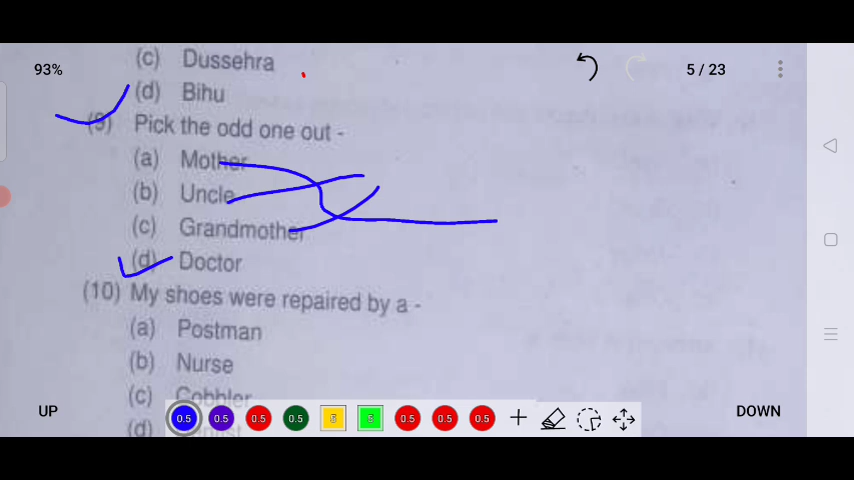 (c) Dussehra
93%
5 / 23
(d) Bihu
(9) Pick the odd one out -
(a) Mother
(b) Uncle
(c) Grandmother
(d) Doctor
(10) My shoes were repaired by a -
(a) Postman
(b) Nurse
UP
(c) Cobbler
DOWN
0.5 0.5 0.5 0.5 5 5 0.5 0.5 0.5
(d)